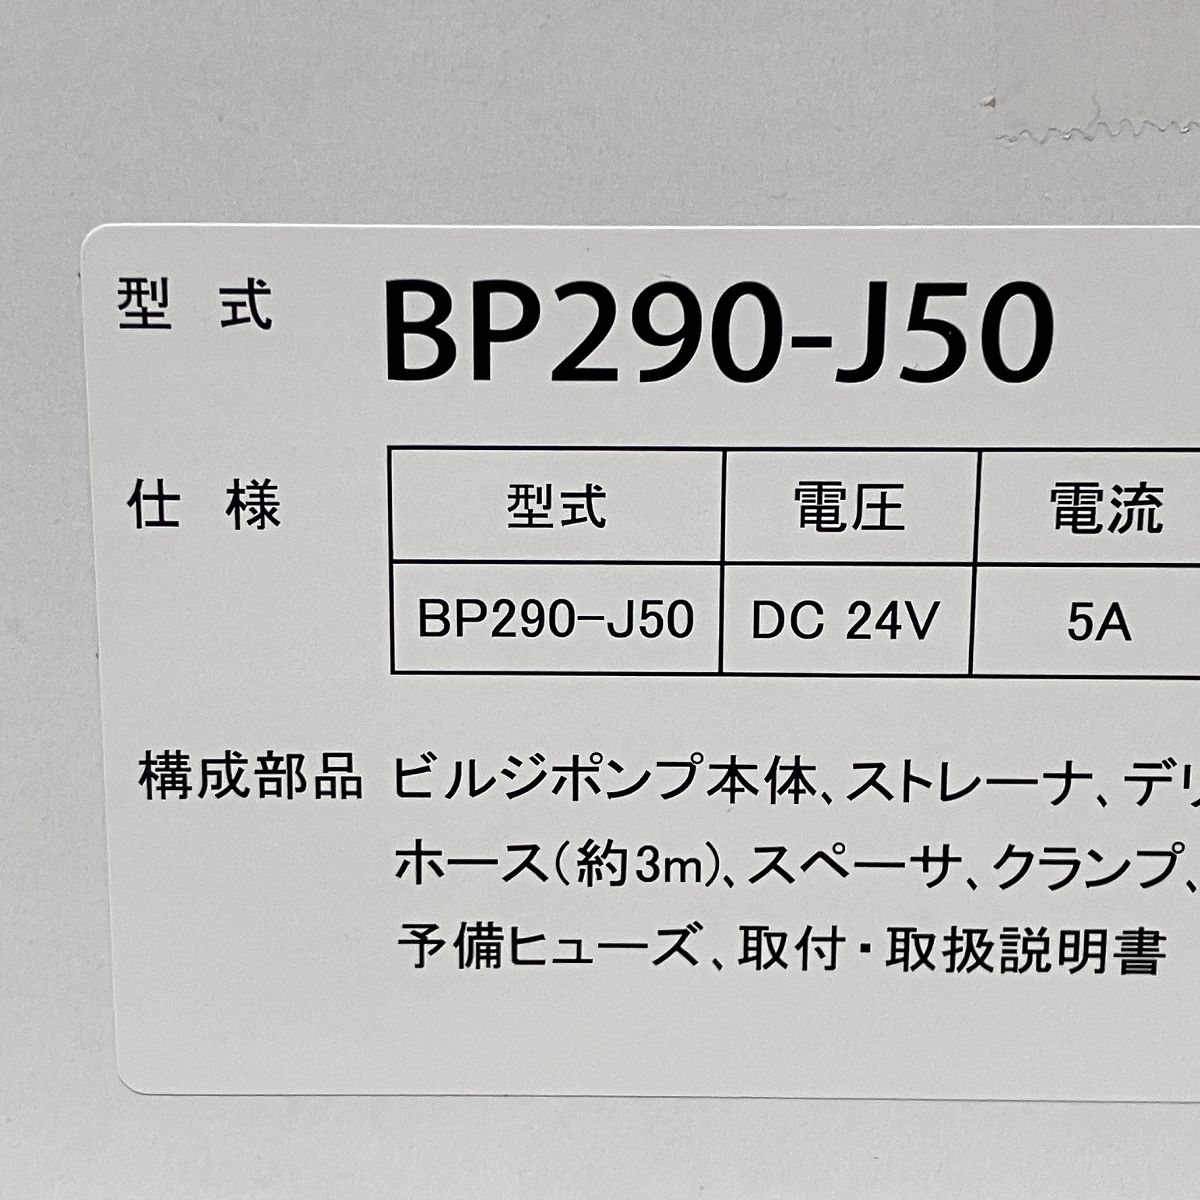 型 式 BP290-J50
仕 様 型式 電圧 電流
BP290-J50 DC 24V 5A
構成部品 ビルジポンプ本体、ストレーナ、デリ
ホース(約3m)、スペーサ、クランプ、
予備ヒューズ、取付・取扱説明書